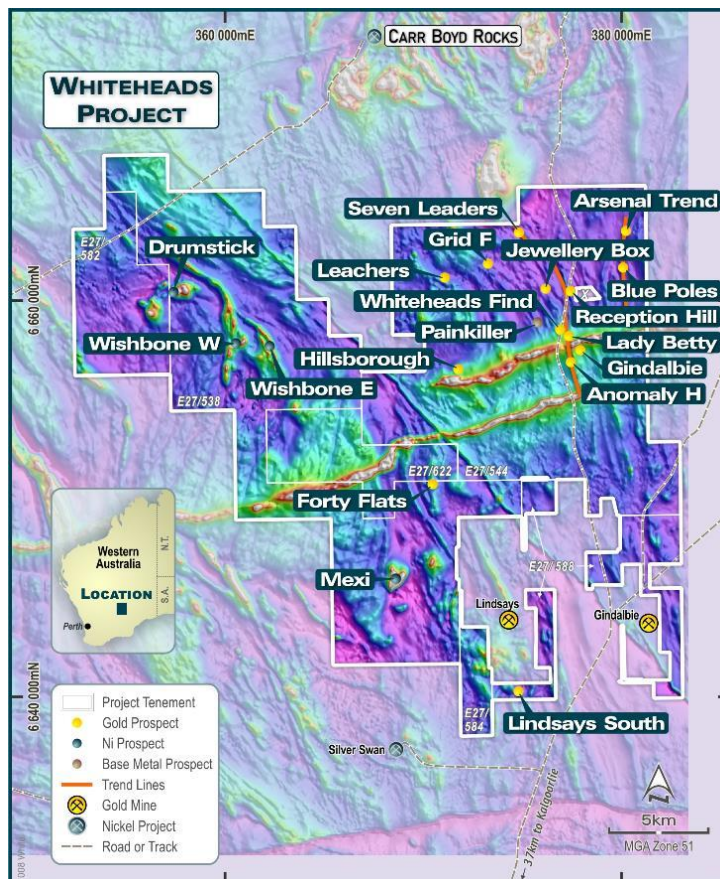 360 000mE
380 000mE
CARR BOYD ROCKS
WHITEHEADS
PROJECT
Seven Leaders
Arsenal Trend
Grid F
Jewellery Box
E27/
582
Drumstick
Leachers
Blue Poles
Whiteheads Find
Reception Hill
6 660 000mN
Painkiller
Lady Betty
Wishbone W
Hillsborough
Gindalbie
Wishbone E
Anomaly H
E27/538
E27/622
E27/544
Forty Flats
Western
Australia
N.T.
S.A.
LOCATION
Perth
Mexi
E27/588
Lindsays
Gindalbie
6 640 000mN
E27/
584
Lindsays South
Silver Swan
Project Tenement
Gold Prospect
Ni Prospect
Base Metal Prospect
Trend Lines
Gold Mine
Nickel Project
Road or Track
37km to Kalgoorlie
N
5km
MGA Zone 51